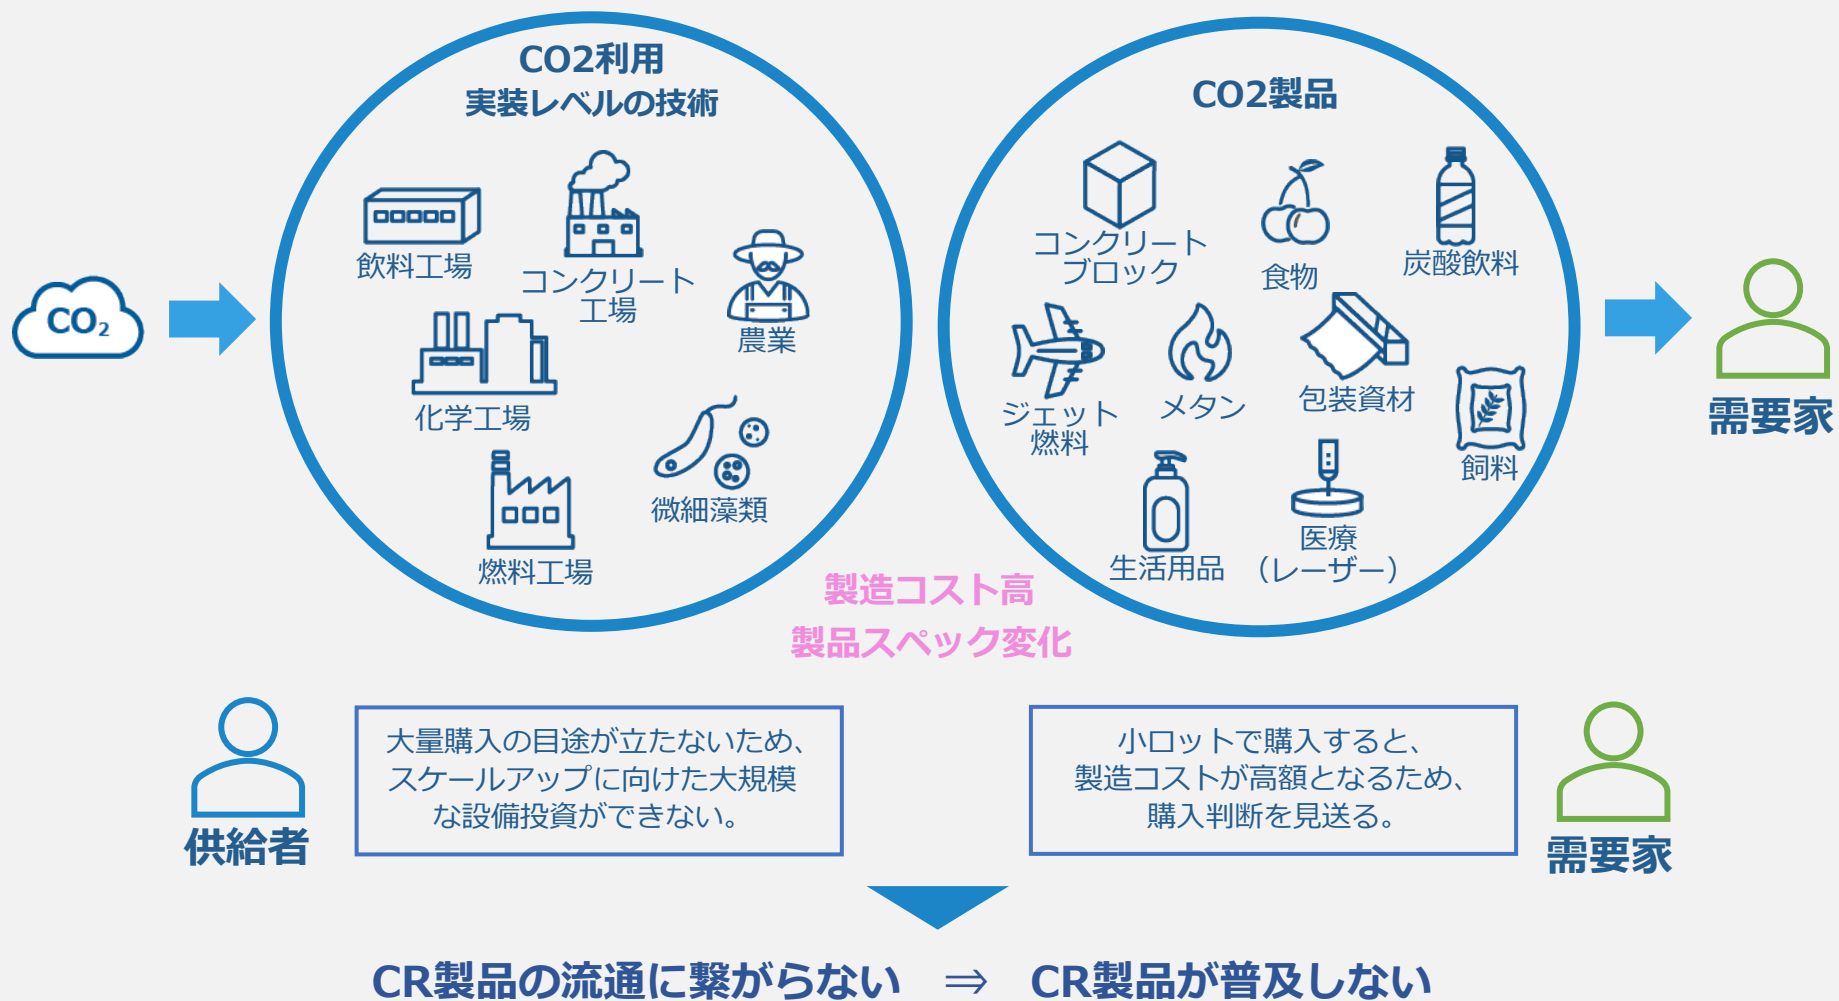 CO2利用
実装レベルの技術
飲料工場
コンクリート
工場
農業
化学工場
微細藻類
燃料工場
CO₂
CO2製品
コンクリート
ブロック
食物
炭酸飲料
ジェット
燃料
メタン
包装資材
飼料
生活用品
医療
（レーザー）
需要家
製造コスト高
製品スペック変化
供給者
大量購入の目途が立たないため、
スケールアップに向けた大規模
な設備投資ができない。
小ロットで購入すると、
製造コストが高額となるため、
購入判断を見送る。
需要家
CR製品の流通に繋がらない ⇒ CR製品が普及しない